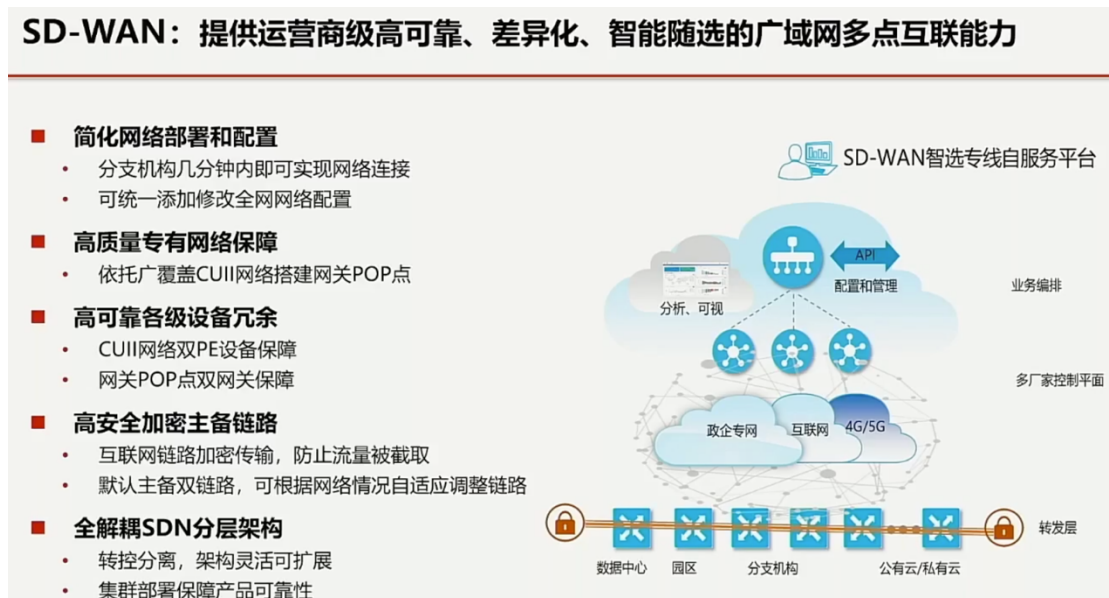 SD-WAN：提供运营商级高可靠、差异化、智能随选的广域网多点互联能力
简化网络部署和配置
分支机构几分钟内即可实现网络连接
可统一添加修改全网网络配置
高质量专有网络保障
依托广覆盖CUII网络搭建网关POP点
高可靠各级设备冗余
CUII网络双PE设备保障
网关POP点双网关保障
高安全加密主备链路
互联网链路加密传输，防止流量被截取
默认主备双链路，可根据网络情况自适应调整链路
全解耦SDN分层架构
转控分离，架构灵活可扩展
集群部署保障产品可靠性
SD-WAN智选专线自服务平台
API
配置和管理
分析、可视
业务编排
多厂家控制平面
政企专网
互联网
4G/5G
转发层
数据中心
园区
分支机构
公有云/私有云